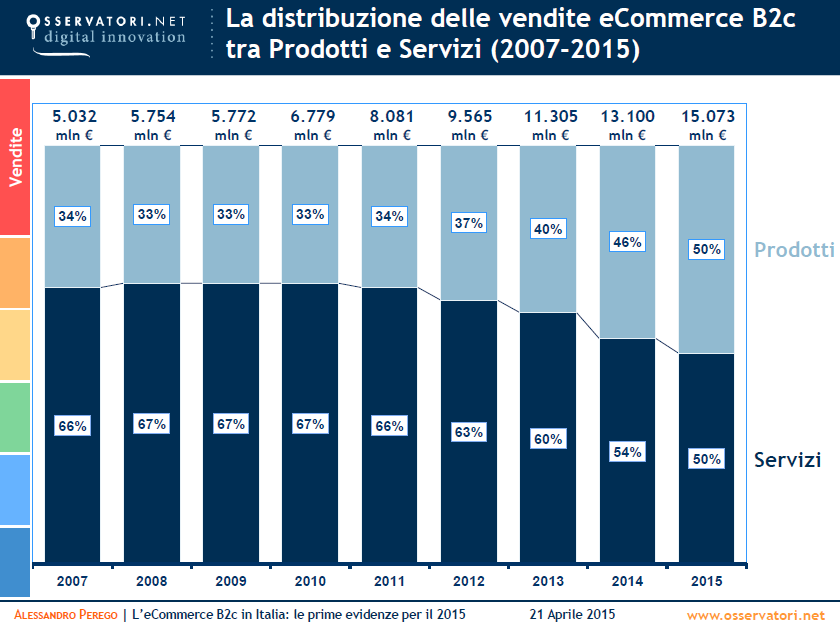 OSSERVATORI.NET
digital innovation
La distribuzione delle vendite eCommerce B2c
tra Prodotti e Servizi (2007-2015)
Vendite
5.032 5.754 5.772 6.779 8.081 9.565 11.305 13.100 15.073
mln € mln € mln € mln € mln € mln € mln € mln € mln €
34% 33% 33% 33% 34% 37% 40% 46% 50%
Prodotti
66% 67% 67% 67% 66% 63% 60% 54% 50%
Servizi
2007 2008 2009 2010 2011 2012 2013 2014 2015
ALESSANDRO PEREGO | L'eCommerce B2c in Italia: le prime evidenze per il 2015 21 Aprile 2015 www.osservatori.net